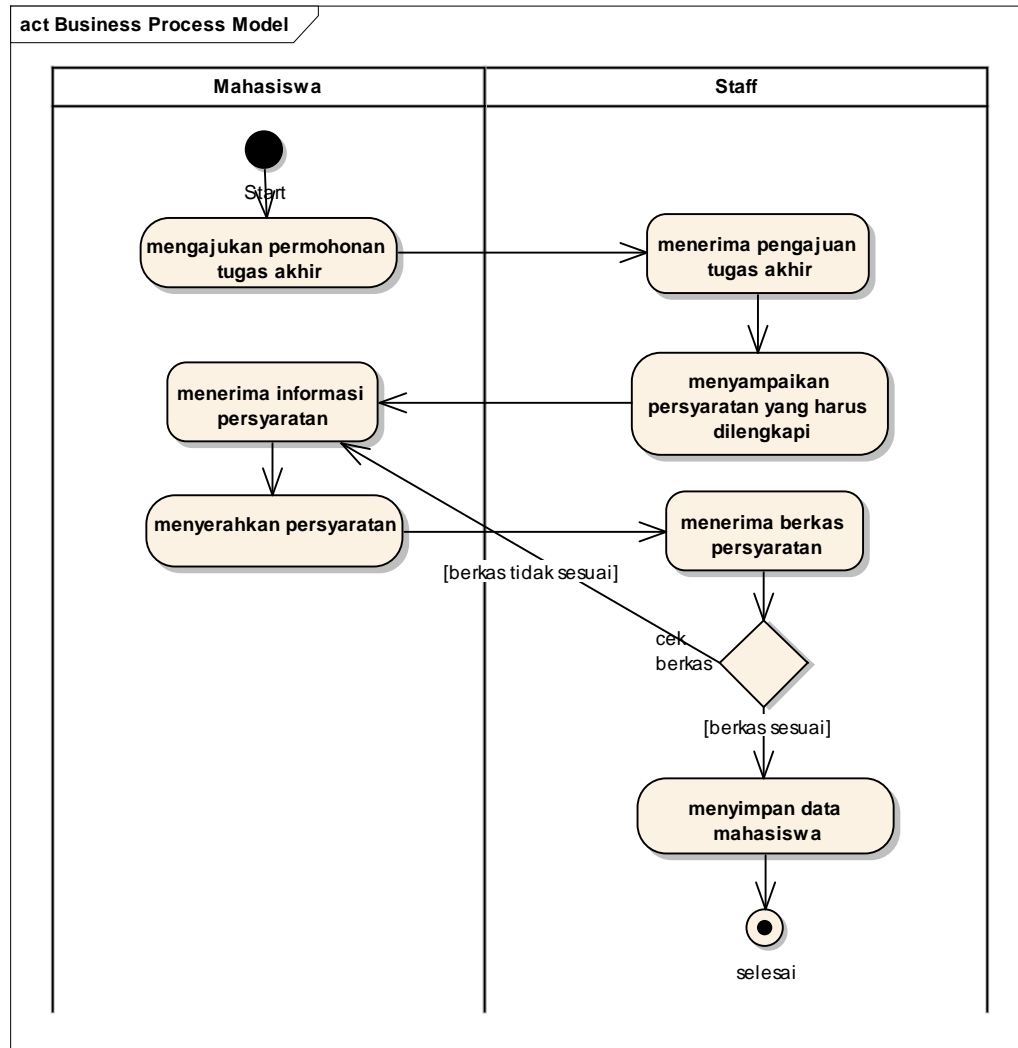 act Business Process Model
Mahasiswa
Staff
Start
mengajukan permohonan
tugas akhir
menerima pengajuan
tugas akhir
menyampaikan
persyaratan yang harus
dilengkapi
menerima informasi
persyaratan
menyerahkan persyaratan
menerima berkas
persyaratan
[berkas tidak sesuai]
cek
berkas
[berkas sesuai]
menyimpan data
mahasiswa
selesai